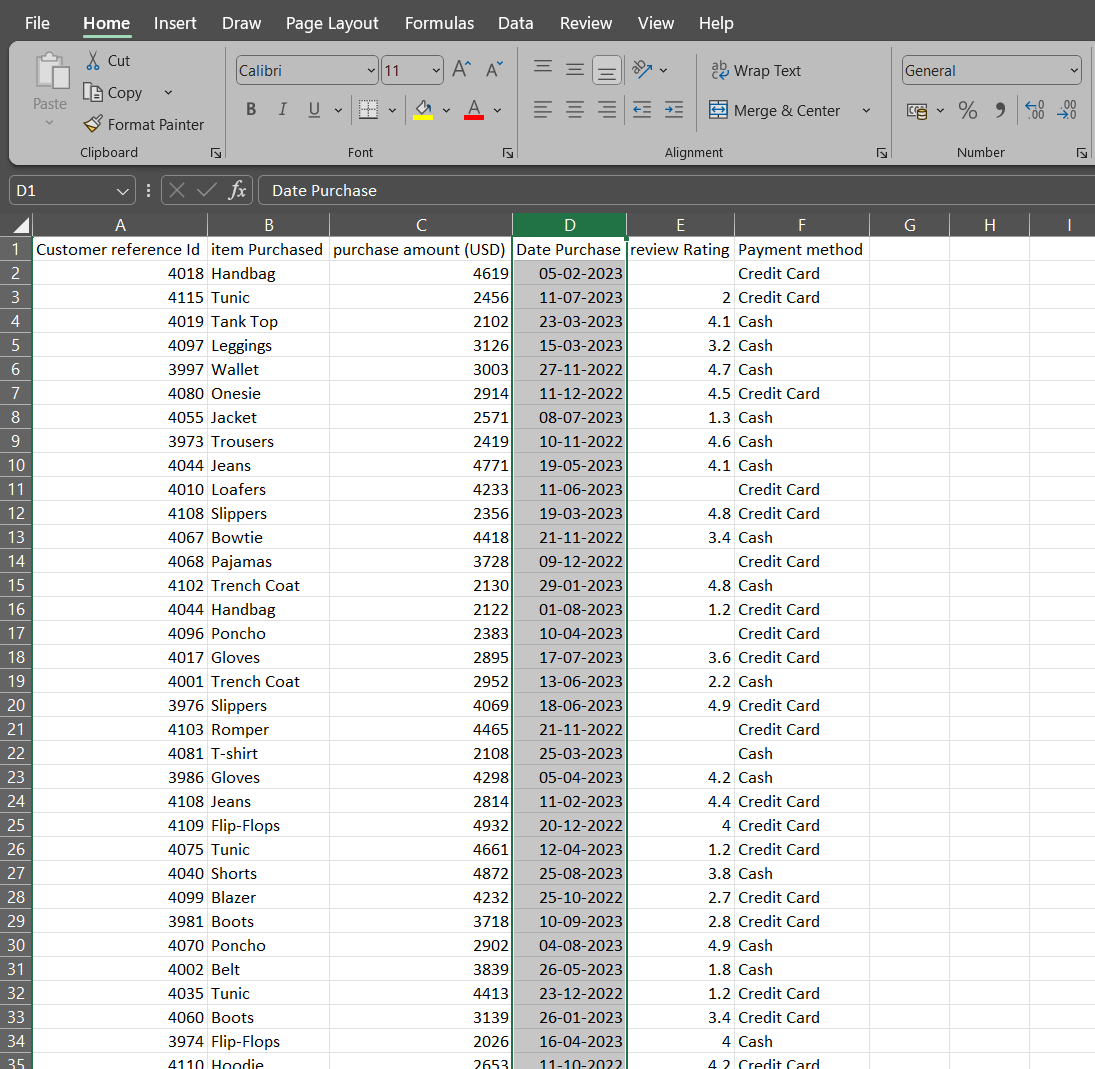 File Home Insert Draw Page Layout Formulas Data Review View Help
Paste
Cut
Copy
Format Painter
Clipboard
Calibri 11
B I U A
Font
ab Wrap Text
Merge & Center
Alignment
General
% 9
Number
D1 fx Date Purchase
A B C D E F G H I
1 Customer reference Id item Purchased purchase amount (USD) Date Purchase review Rating Payment method
2 4018 Handbag 4619 05-02-2023 Credit Card
3 4115 Tunic 2456 11-07-2023 2 Credit Card
4 4019 Tank Top 2102 23-03-2023 4.1 Cash
5 4097 Leggings 3126 15-03-2023 3.2 Cash
6 3997 Wallet 3003 27-11-2022 4.7 Cash
7 4080 Onesie 2914 11-12-2022 4.5 Credit Card
8 4055 Jacket 2571 08-07-2023 1.3 Cash
9 3973 Trousers 2419 10-11-2022 4.6 Cash
10 4044 Jeans 4771 19-05-2023 4.1 Cash
11 4010 Loafers 4233 11-06-2023 Credit Card
12 4108 Slippers 2356 19-03-2023 4.8 Credit Card
13 4067 Bowtie 4418 21-11-2022 3.4 Cash
14 4068 Pajamas 3728 09-12-2022 Credit Card
15 4102 Trench Coat 2130 29-01-2023 4.8 Cash
16 4044 Handbag 2122 01-08-2023 1.2 Credit Card
17 4096 Poncho 2383 10-04-2023 Credit Card
18 4017 Gloves 2895 17-07-2023 3.6 Credit Card
19 4001 Trench Coat 2952 13-06-2023 2.2 Cash
20 3976 Slippers 4069 18-06-2023 4.9 Credit Card
21 4103 Romper 4465 21-11-2022 Credit Card
22 4081 T-shirt 2108 25-03-2023 Cash
23 3986 Gloves 4298 05-04-2023 4.2 Cash
24 4108 Jeans 2814 11-02-2023 4.4 Credit Card
25 4109 Flip-Flops 4932 20-12-2022 4 Credit Card
26 4075 Tunic 4661 12-04-2023 1.2 Credit Card
27 4040 Shorts 4872 25-08-2023 3.8 Cash
28 4099 Blazer 4232 25-10-2022 2.7 Credit Card
29 3981 Boots 3718 10-09-2023 2.8 Credit Card
30 4070 Poncho 2902 04-08-2023 4.9 Cash
31 4002 Belt 3839 26-05-2023 1.8 Cash
32 4035 Tunic 4413 23-12-2022 1.2 Credit Card
33 4060 Boots 3139 26-01-2023 3.4 Credit Card
34 3974 Flip-Flops 2026 16-04-2023 4 Cash
35 4110 Hoodie 2653 11-10-2022 4.2 Credit Card